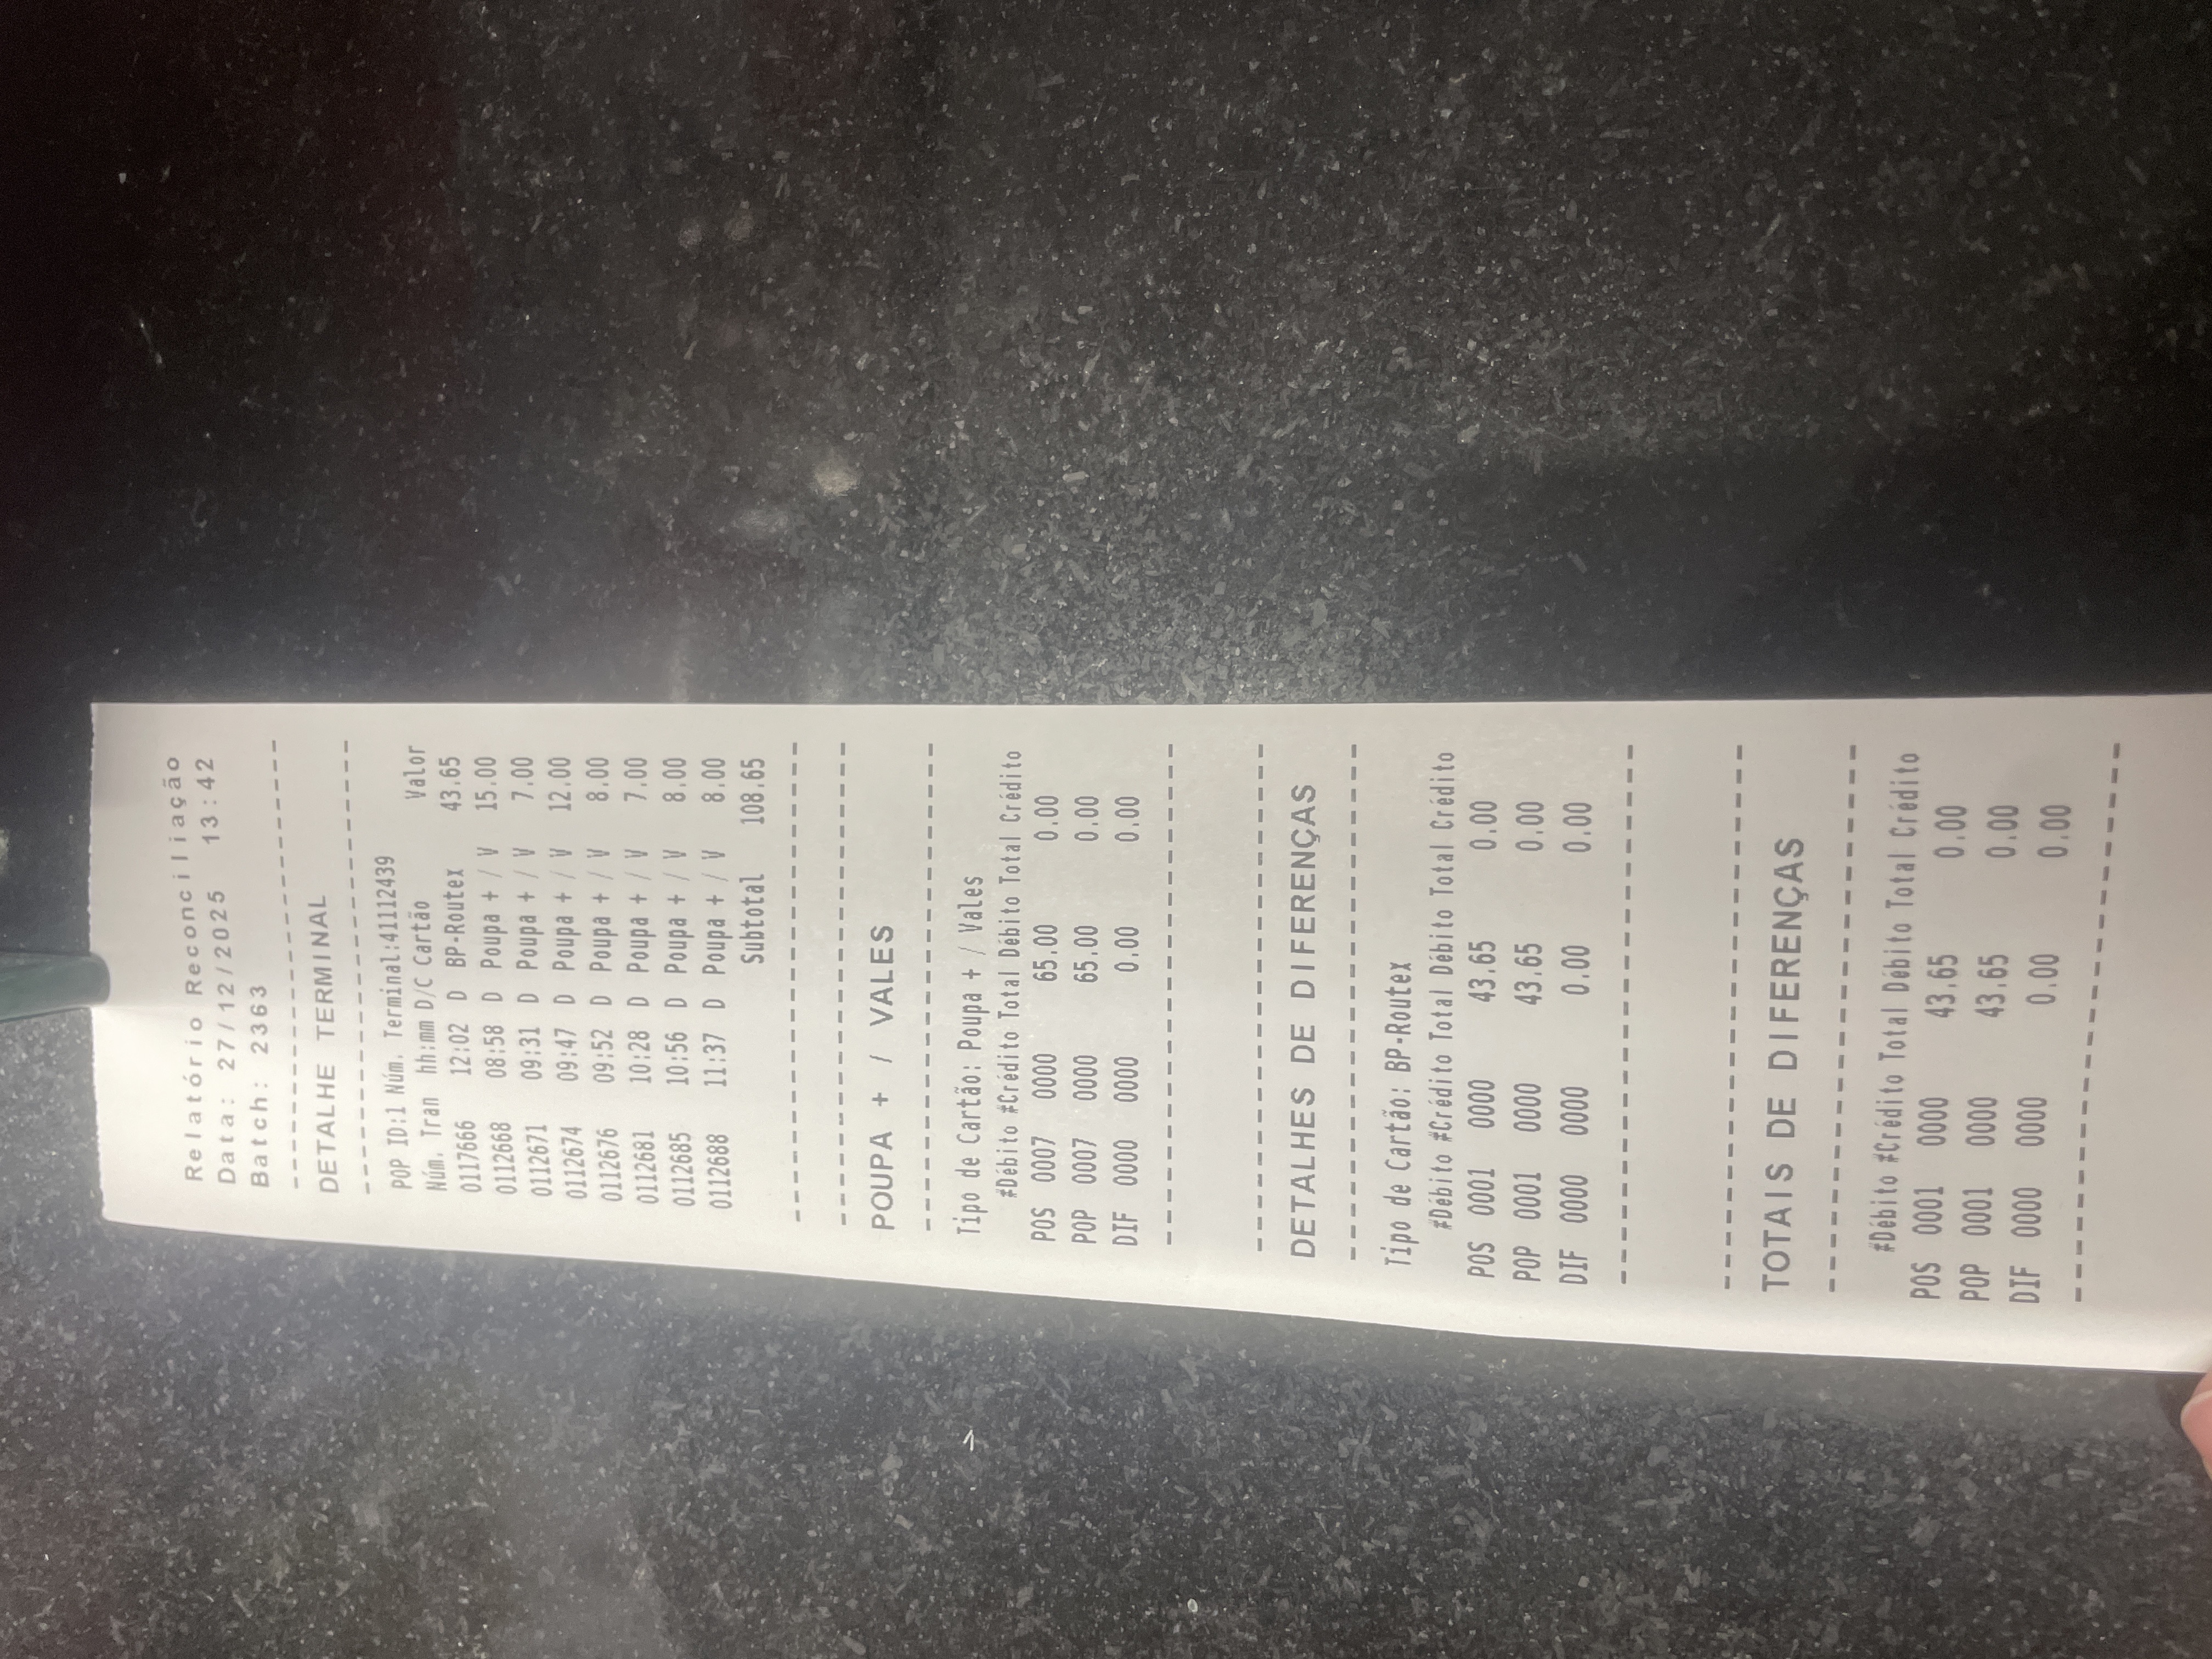 Relatório Reconciliação
Data: 27/12/2025 13:42
Batch: 2363
------------------------------
DETALHE TERMINAL
------------------------------
POP ID:1 Núm. Terminal:41112439
Núm. Tran hh:mm D/C Cartão Valor
0117666 12:02 D BP-Routex 43.65
0112668 08:58 D Poupa + / V 15.00
0112671 09:31 D Poupa + / V 7.00
0112674 09:47 D Poupa + / V 12.00
0112676 09:52 D Poupa + / V 8.00
0112681 10:28 D Poupa + / V 7.00
0112685 10:56 D Poupa + / V 8.00
0112688 11:37 D Poupa + / V 8.00
Subtotal 108.65
------------------------------
------------------------------
POUPA + / VALES
------------------------------
Tipo de Cartão: Poupa + / Vales
#Débito #Crédito Total Débito Total Crédito
POS 0007 0000 65.00 0.00
POP 0007 0000 65.00 0.00
DIF 0000 0000 0.00 0.00
------------------------------
------------------------------
DETALHES DE DIFERENÇAS
------------------------------
Tipo de Cartão: BP-Routex
#Débito #Crédito Total Débito Total Crédito
POS 0001 0000 43.65 0.00
POP 0001 0000 43.65 0.00
DIF 0000 0000 0.00 0.00
------------------------------
------------------------------
TOTAIS DE DIFERENÇAS
------------------------------
#Débito #Crédito Total Débito Total Crédito
POS 0001 0000 43.65 0.00
POP 0001 0000 43.65 0.00
DIF 0000 0000 0.00 0.00
------------------------------